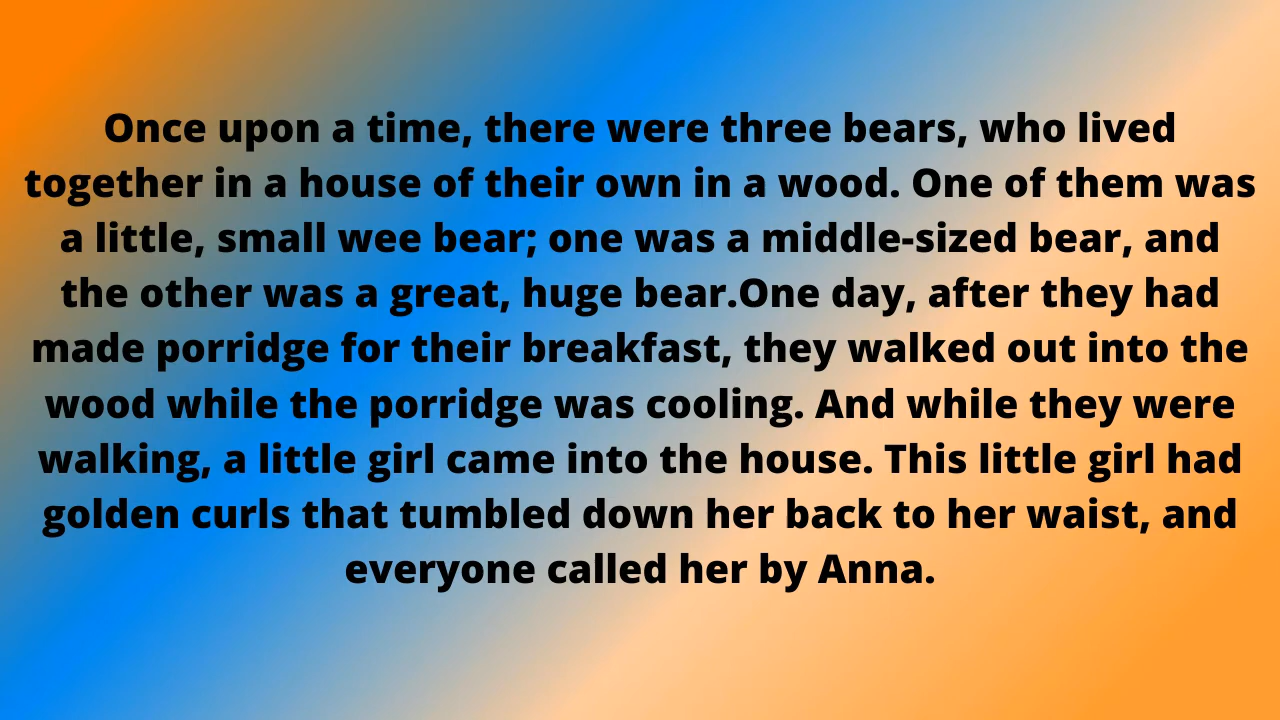 Once upon a time, there were three bears, who lived
together in a house of their own in a wood. One of them was
a little, small wee bear; one was a middle-sized bear, and
the other was a great, huge bear.One day, after they had
made porridge for their breakfast, they walked out into the
wood while the porridge was cooling. And while they were
walking, a little girl came into the house. This little girl had
golden curls that tumbled down her back to her waist, and
everyone called her by Anna.